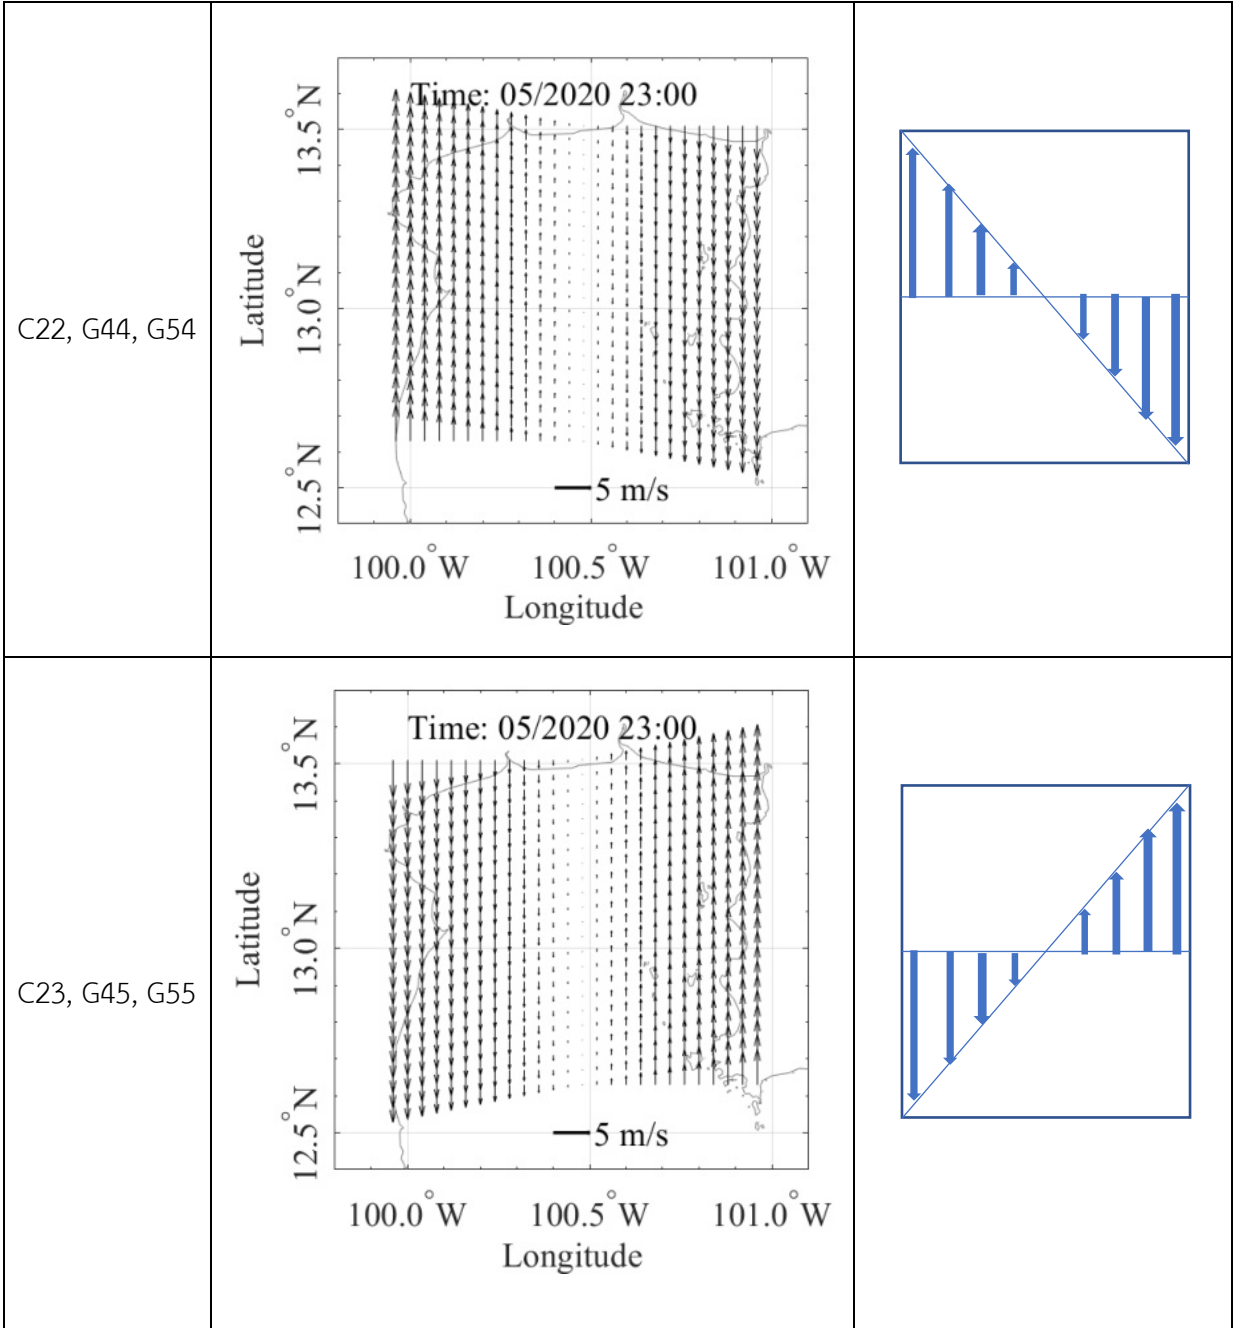 C22, G44, G54
Time: 05/2020 23:00
Latitude
13.5°N
13.0°N
12.5°N
5 m/s
100.0°W
100.5°W
101.0°W
Longitude
C23, G45, G55
Time: 05/2020 23:00
Latitude
13.5°N
13.0°N
12.5°N
5 m/s
100.0°W
100.5°W
101.0°W
Longitude